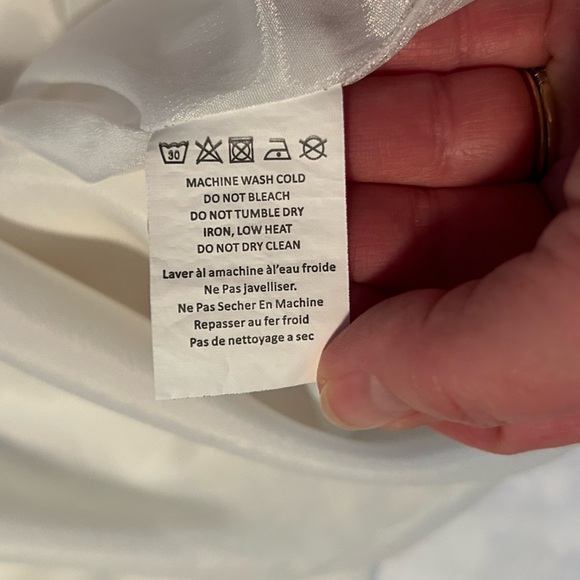 30
MACHINE WASH COLD
DO NOT BLEACH
DO NOT TUMBLE DRY
IRON, LOW HEAT
DO NOT DRY CLEAN
Laver àl amachine àl'eau froide
Ne Pas javelliser.
Ne Pas Secher En Machine
Repasser au fer froid
Pas de nettoyage a sec